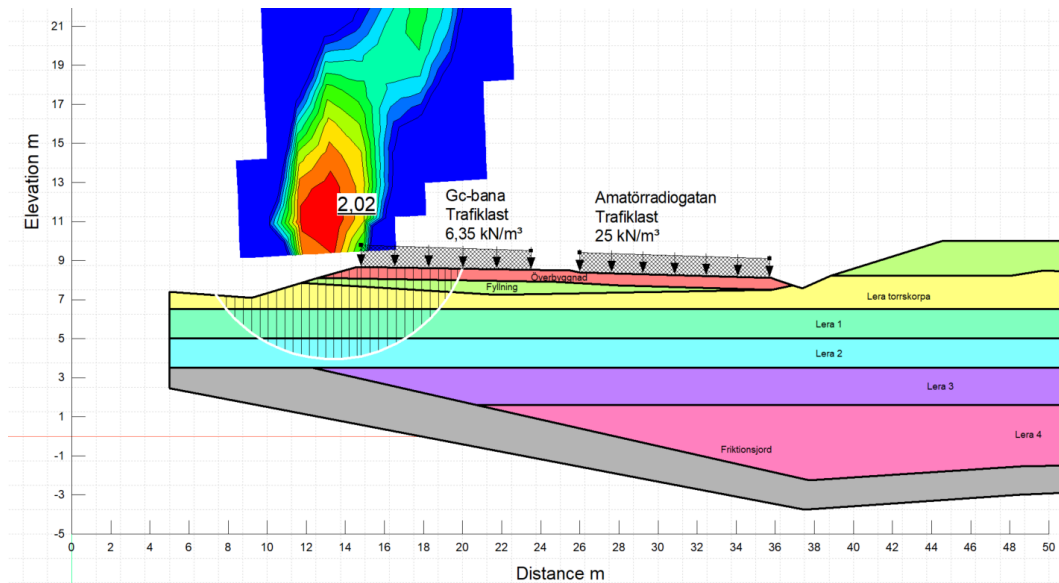 21
19
17
15
13
11
9
7
5
3
1
-1
-3
-5
Elevation m
2,02
Gc-bana
Trafiklast
6,35 kN/m³
Amatörradiogatan
Trafiklast
25 kN/m³
Överbyggnad
Fyllning
Lera torrskorpa
Lera 1
Lera 2
Lera 3
Lera 4
Friktionsjord
0 2 4 6 8 10 12 14 16 18 20 22 24 26 28 30 32 34 36 38 40 42 44 46 48 50
Distance m